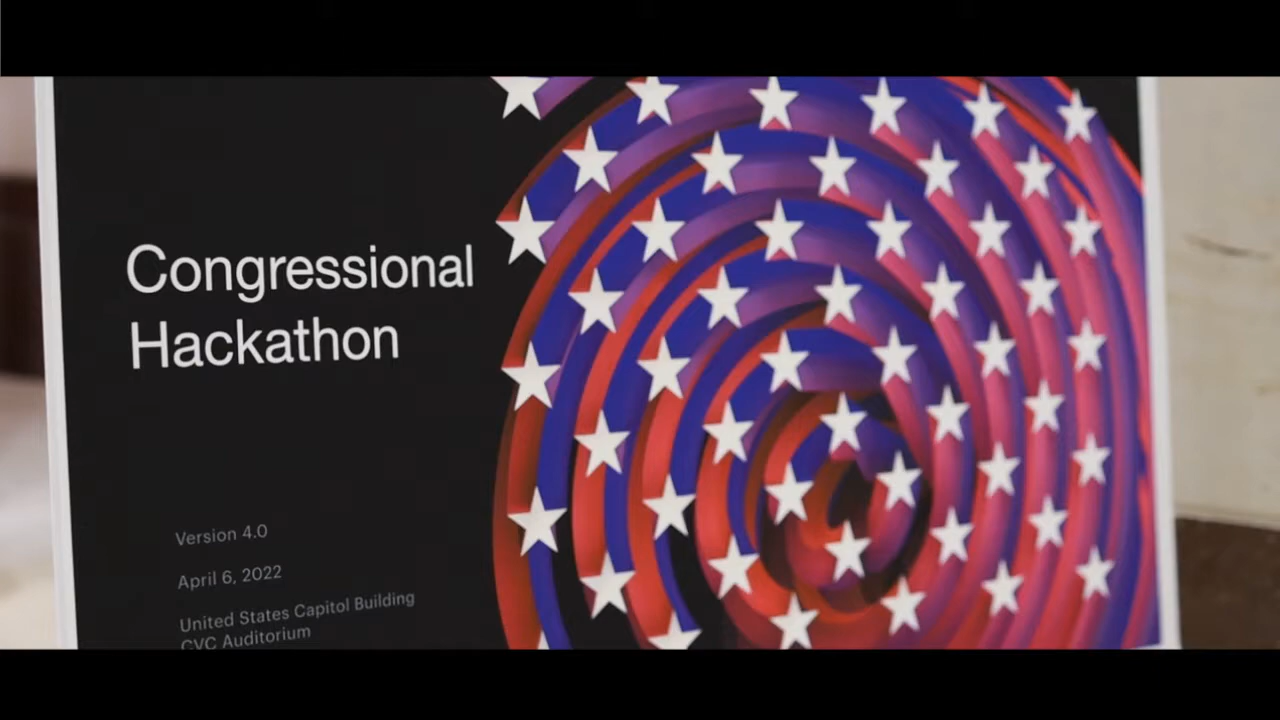 Congressional
Hackathon
Version 4.0
April 6, 2022
United States Capitol Building
CVC Auditorium